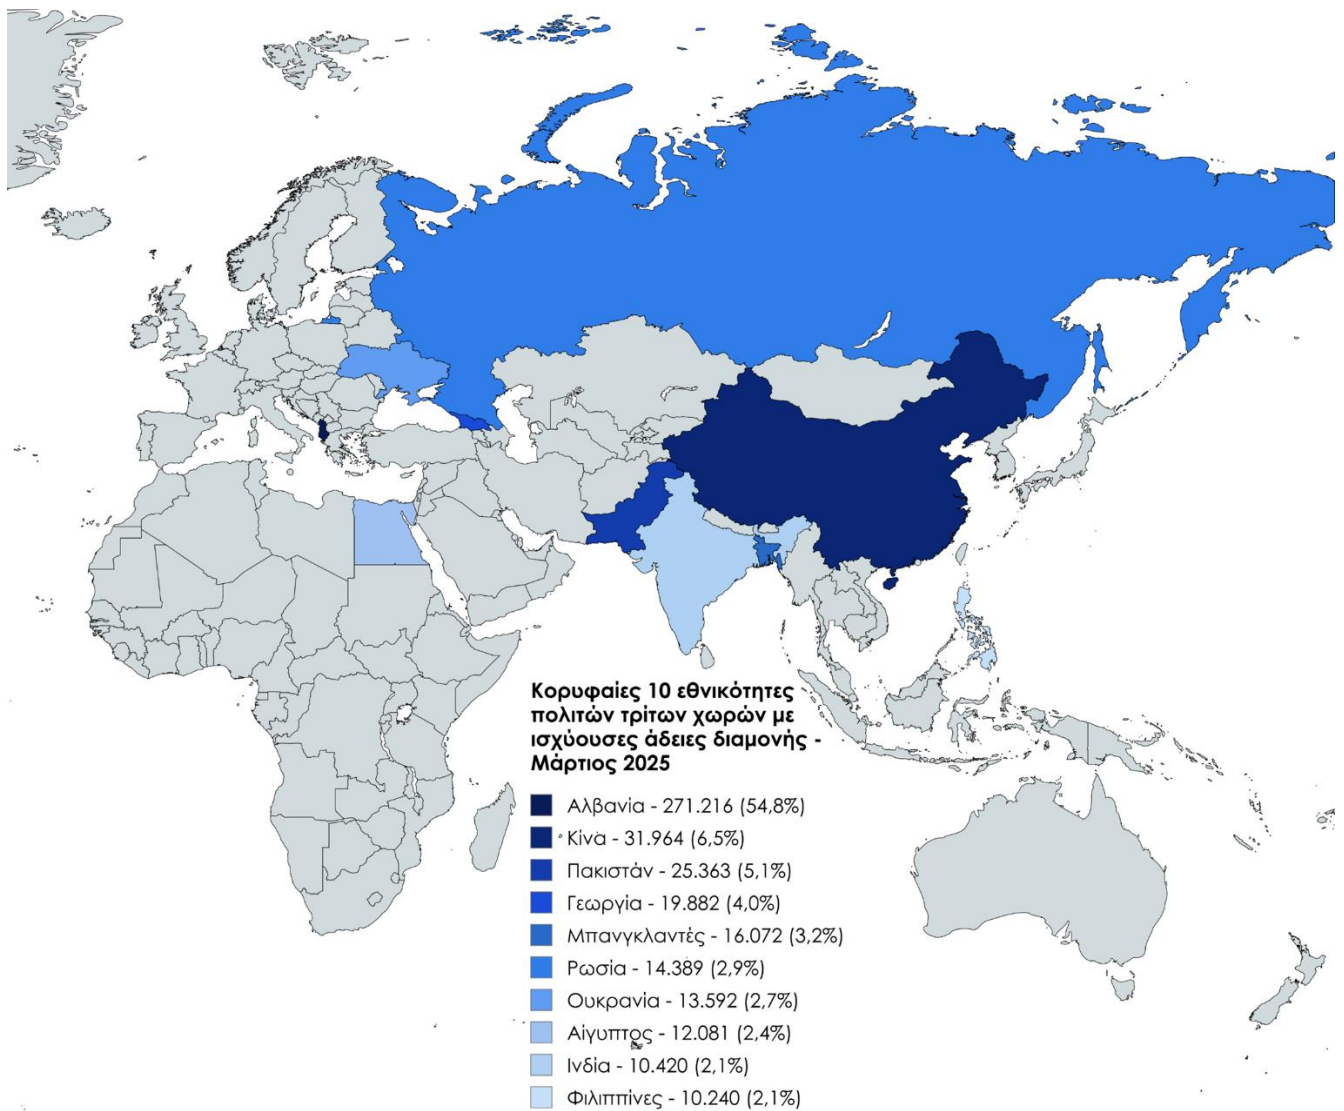 Κορυφαίες 10 εθνικότητες
πολιτών τρίτων χωρών με
ισχύουσες άδειες διαμονής -
Μάρτιος 2025
Αλβανία - 271.216 (54,8%)
Κίνα - 31.964 (6,5%)
Πακιστάν - 25.363 (5,1%)
Γεωργία - 19.882 (4,0%)
Μπανγκλαντές - 16.072 (3,2%)
Ρωσία - 14.389 (2,9%)
Ουκρανία - 13.592 (2,7%)
Αίγυπτος - 12.081 (2,4%)
Ινδία - 10.420 (2,1%)
Φιλιππίνες - 10.240 (2,1%)